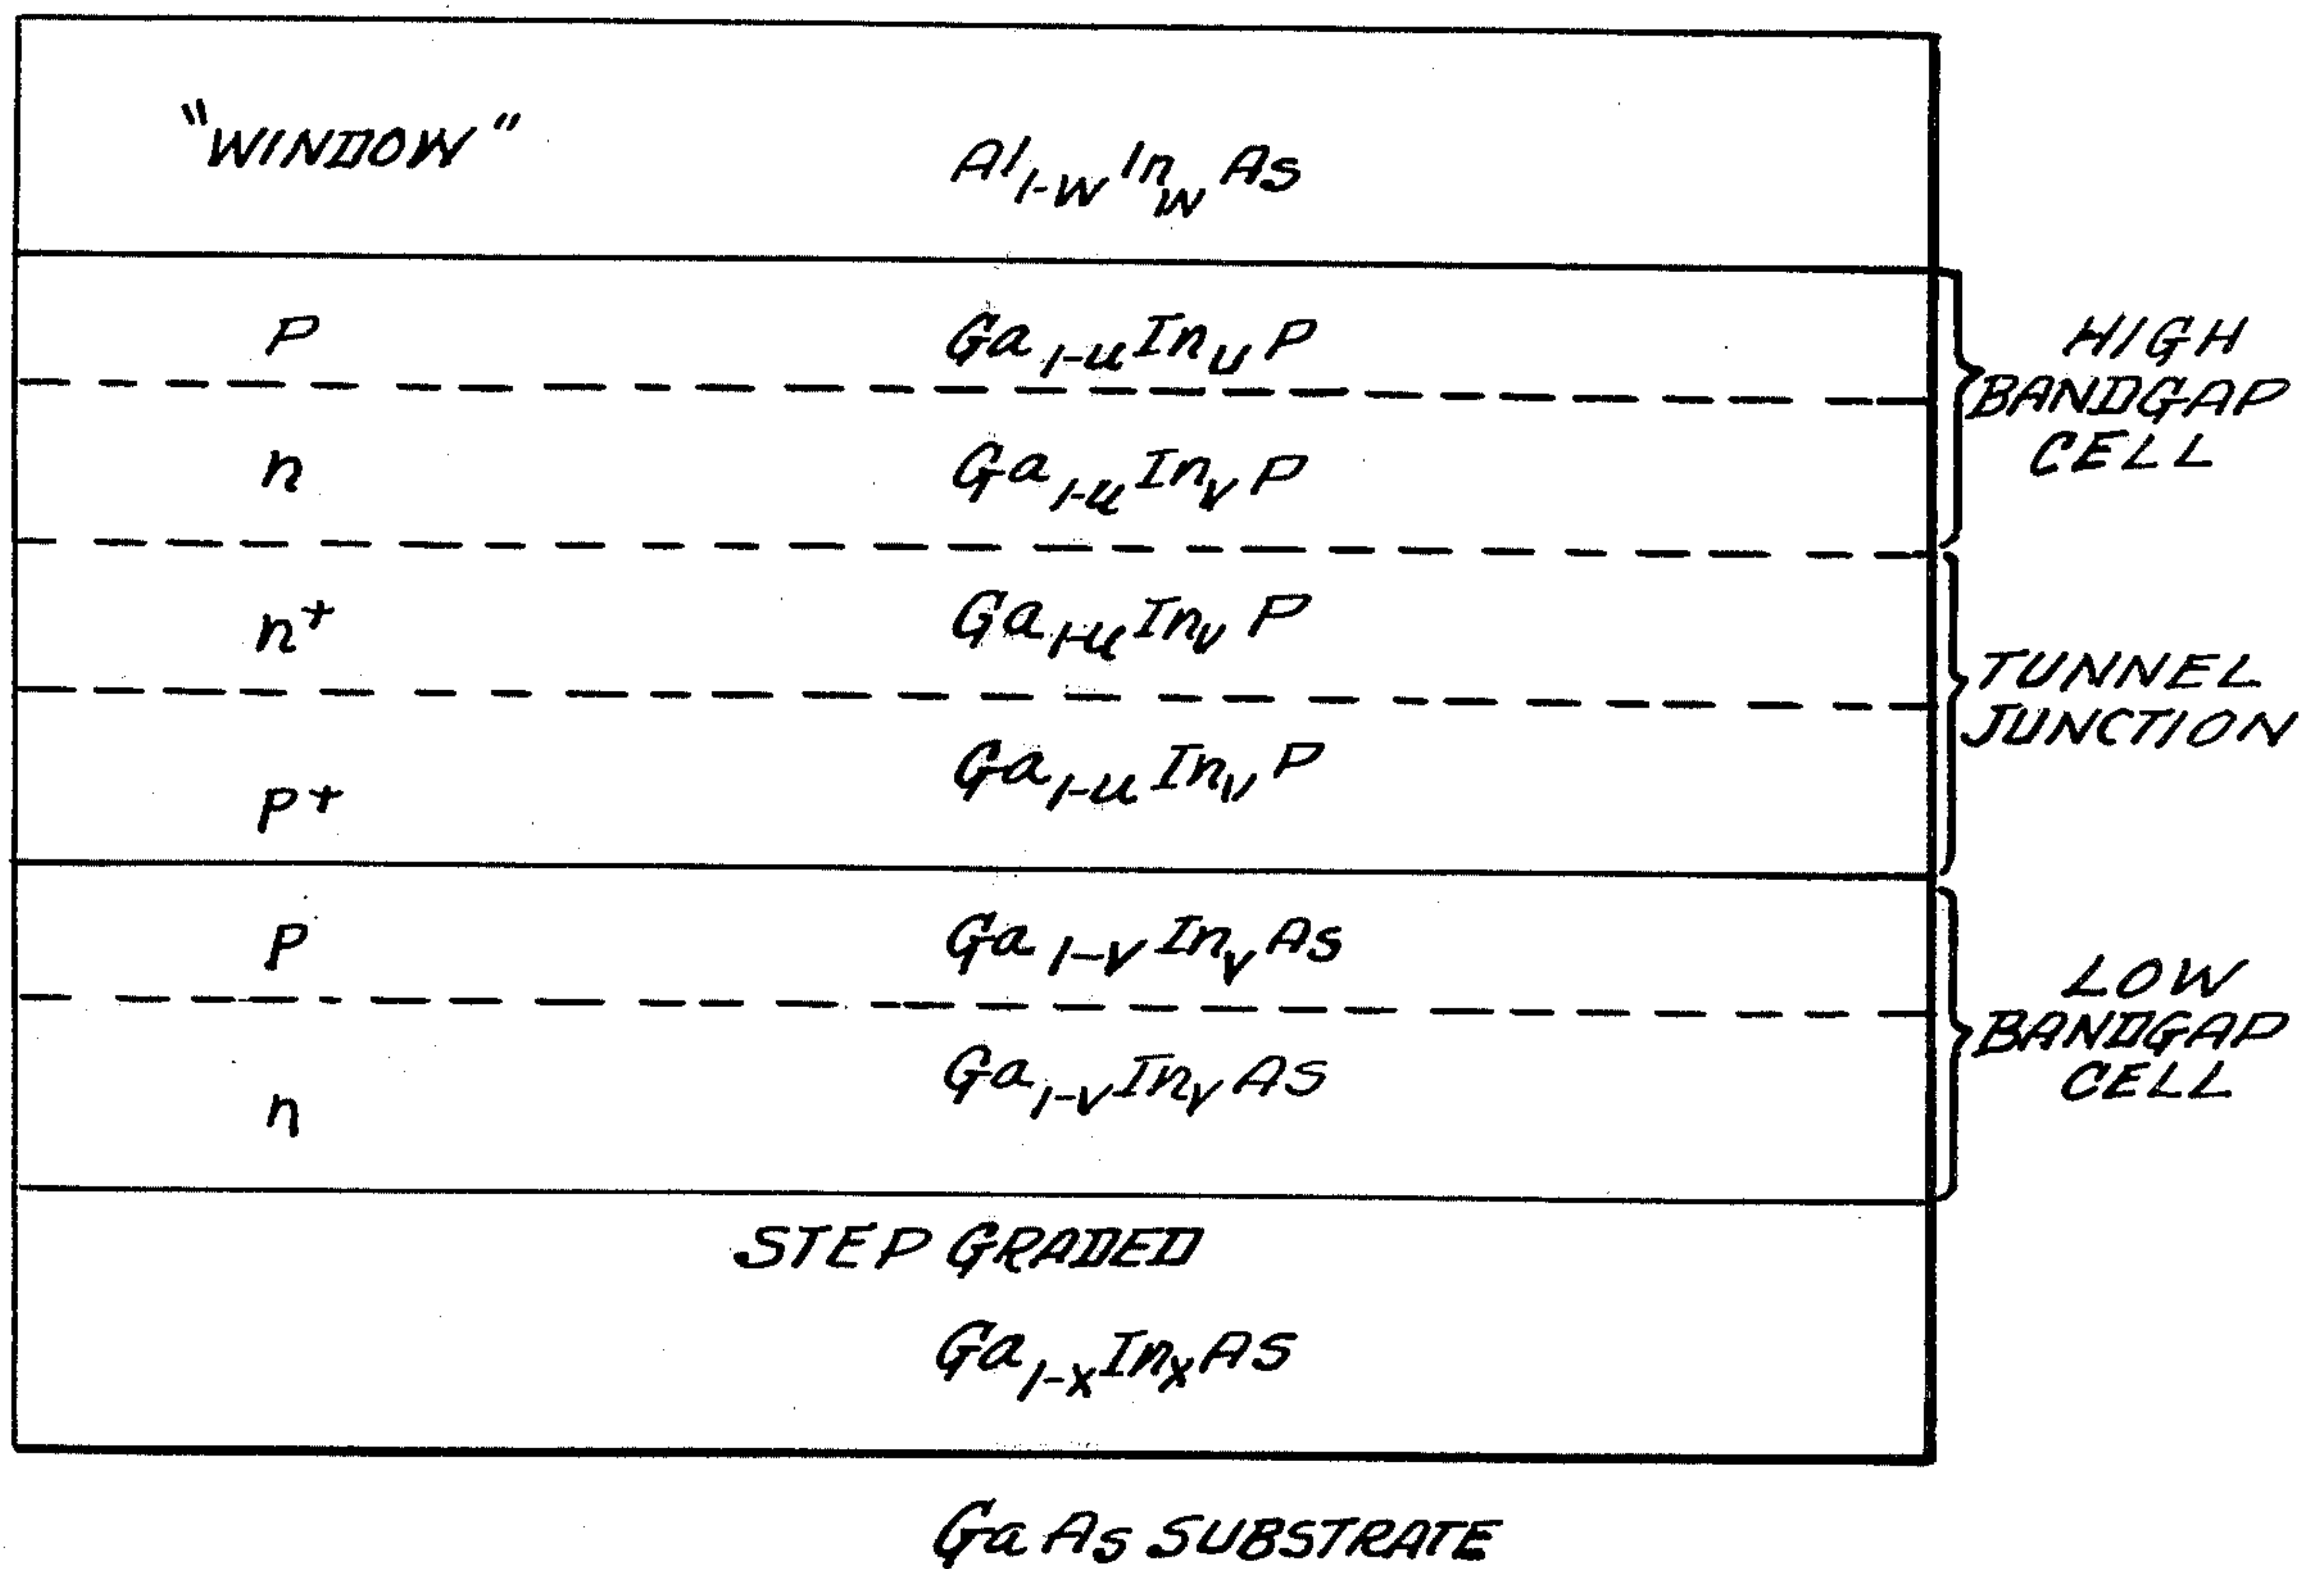 "WINDOW" Al1-wInwAs
P Ga1-uInuP
HIGH
BANDGAP
CELL
n Ga1-uInvP
n+ Ga1-uInvP
TUNNEL
JUNCTION
P+ Ga1-uInuP
P Ga1-vInvAs
LOW
BANDGAP
CELL
n Ga1-vInvAs
STEP GRADED
Ga1-xInxAs
GaAs SUBSTRATE